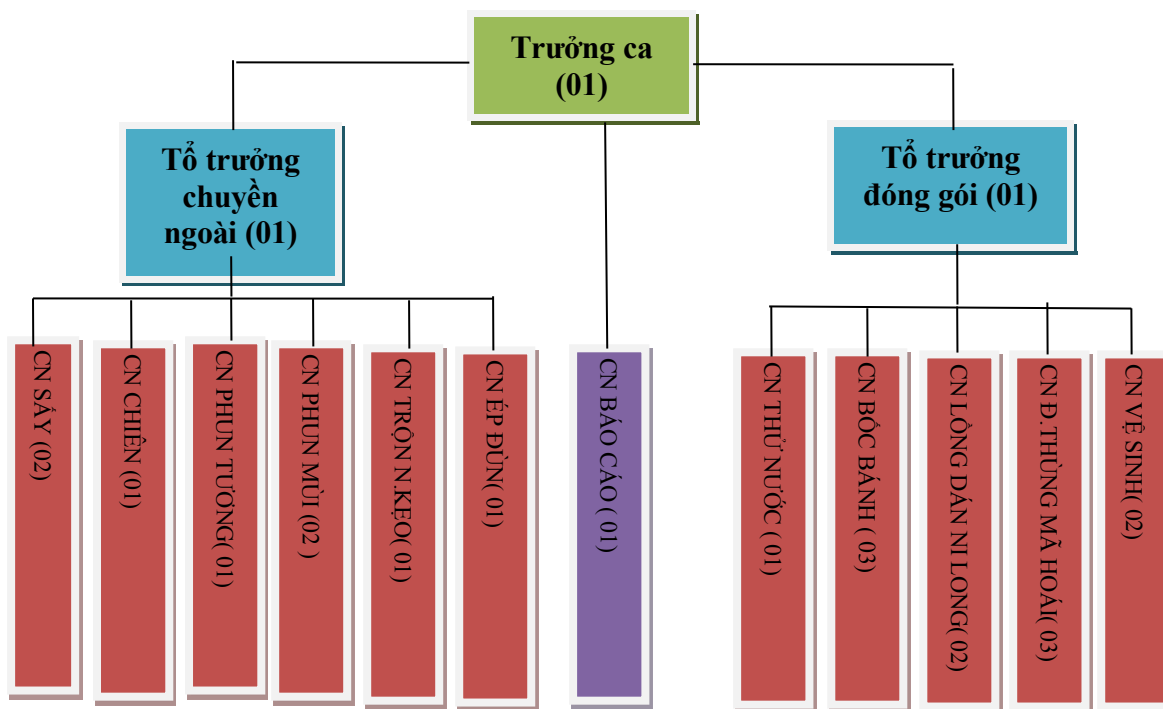 Trưởng ca
(01)
Tổ trưởng
chuyền
ngoài (01)
Tổ trưởng
đóng gói (01)
CN SẤY (02)
CN CHIÊN (01)
CN PHUN TƯƠNG( 01)
CN PHUN MÙI (02 )
CN TRỘN N.KẸO( 01)
CN ÉP ĐÙN( 01)
CN BÁO CÁO ( 01)
CN THỬ NƯỚC ( 01)
CN BỐC BÁNH ( 03)
CN LỒNG DÁN NI LONG( 02)
CN Đ.THÙNG MÃ HOÁI( 03)
CN VỆ SINH( 02)